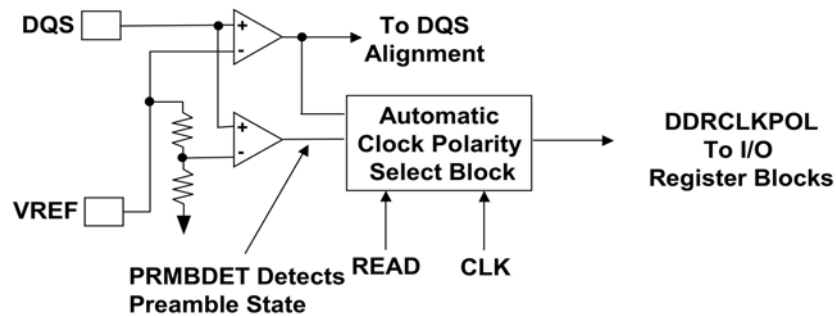 DQS
+
-
To DQS
Alignment
+
-
Automatic
Clock Polarity
Select Block
DDRCLKPOL
To I/O
Register Blocks
VREF
PRMBDET Detects
Preamble State
READ
CLK